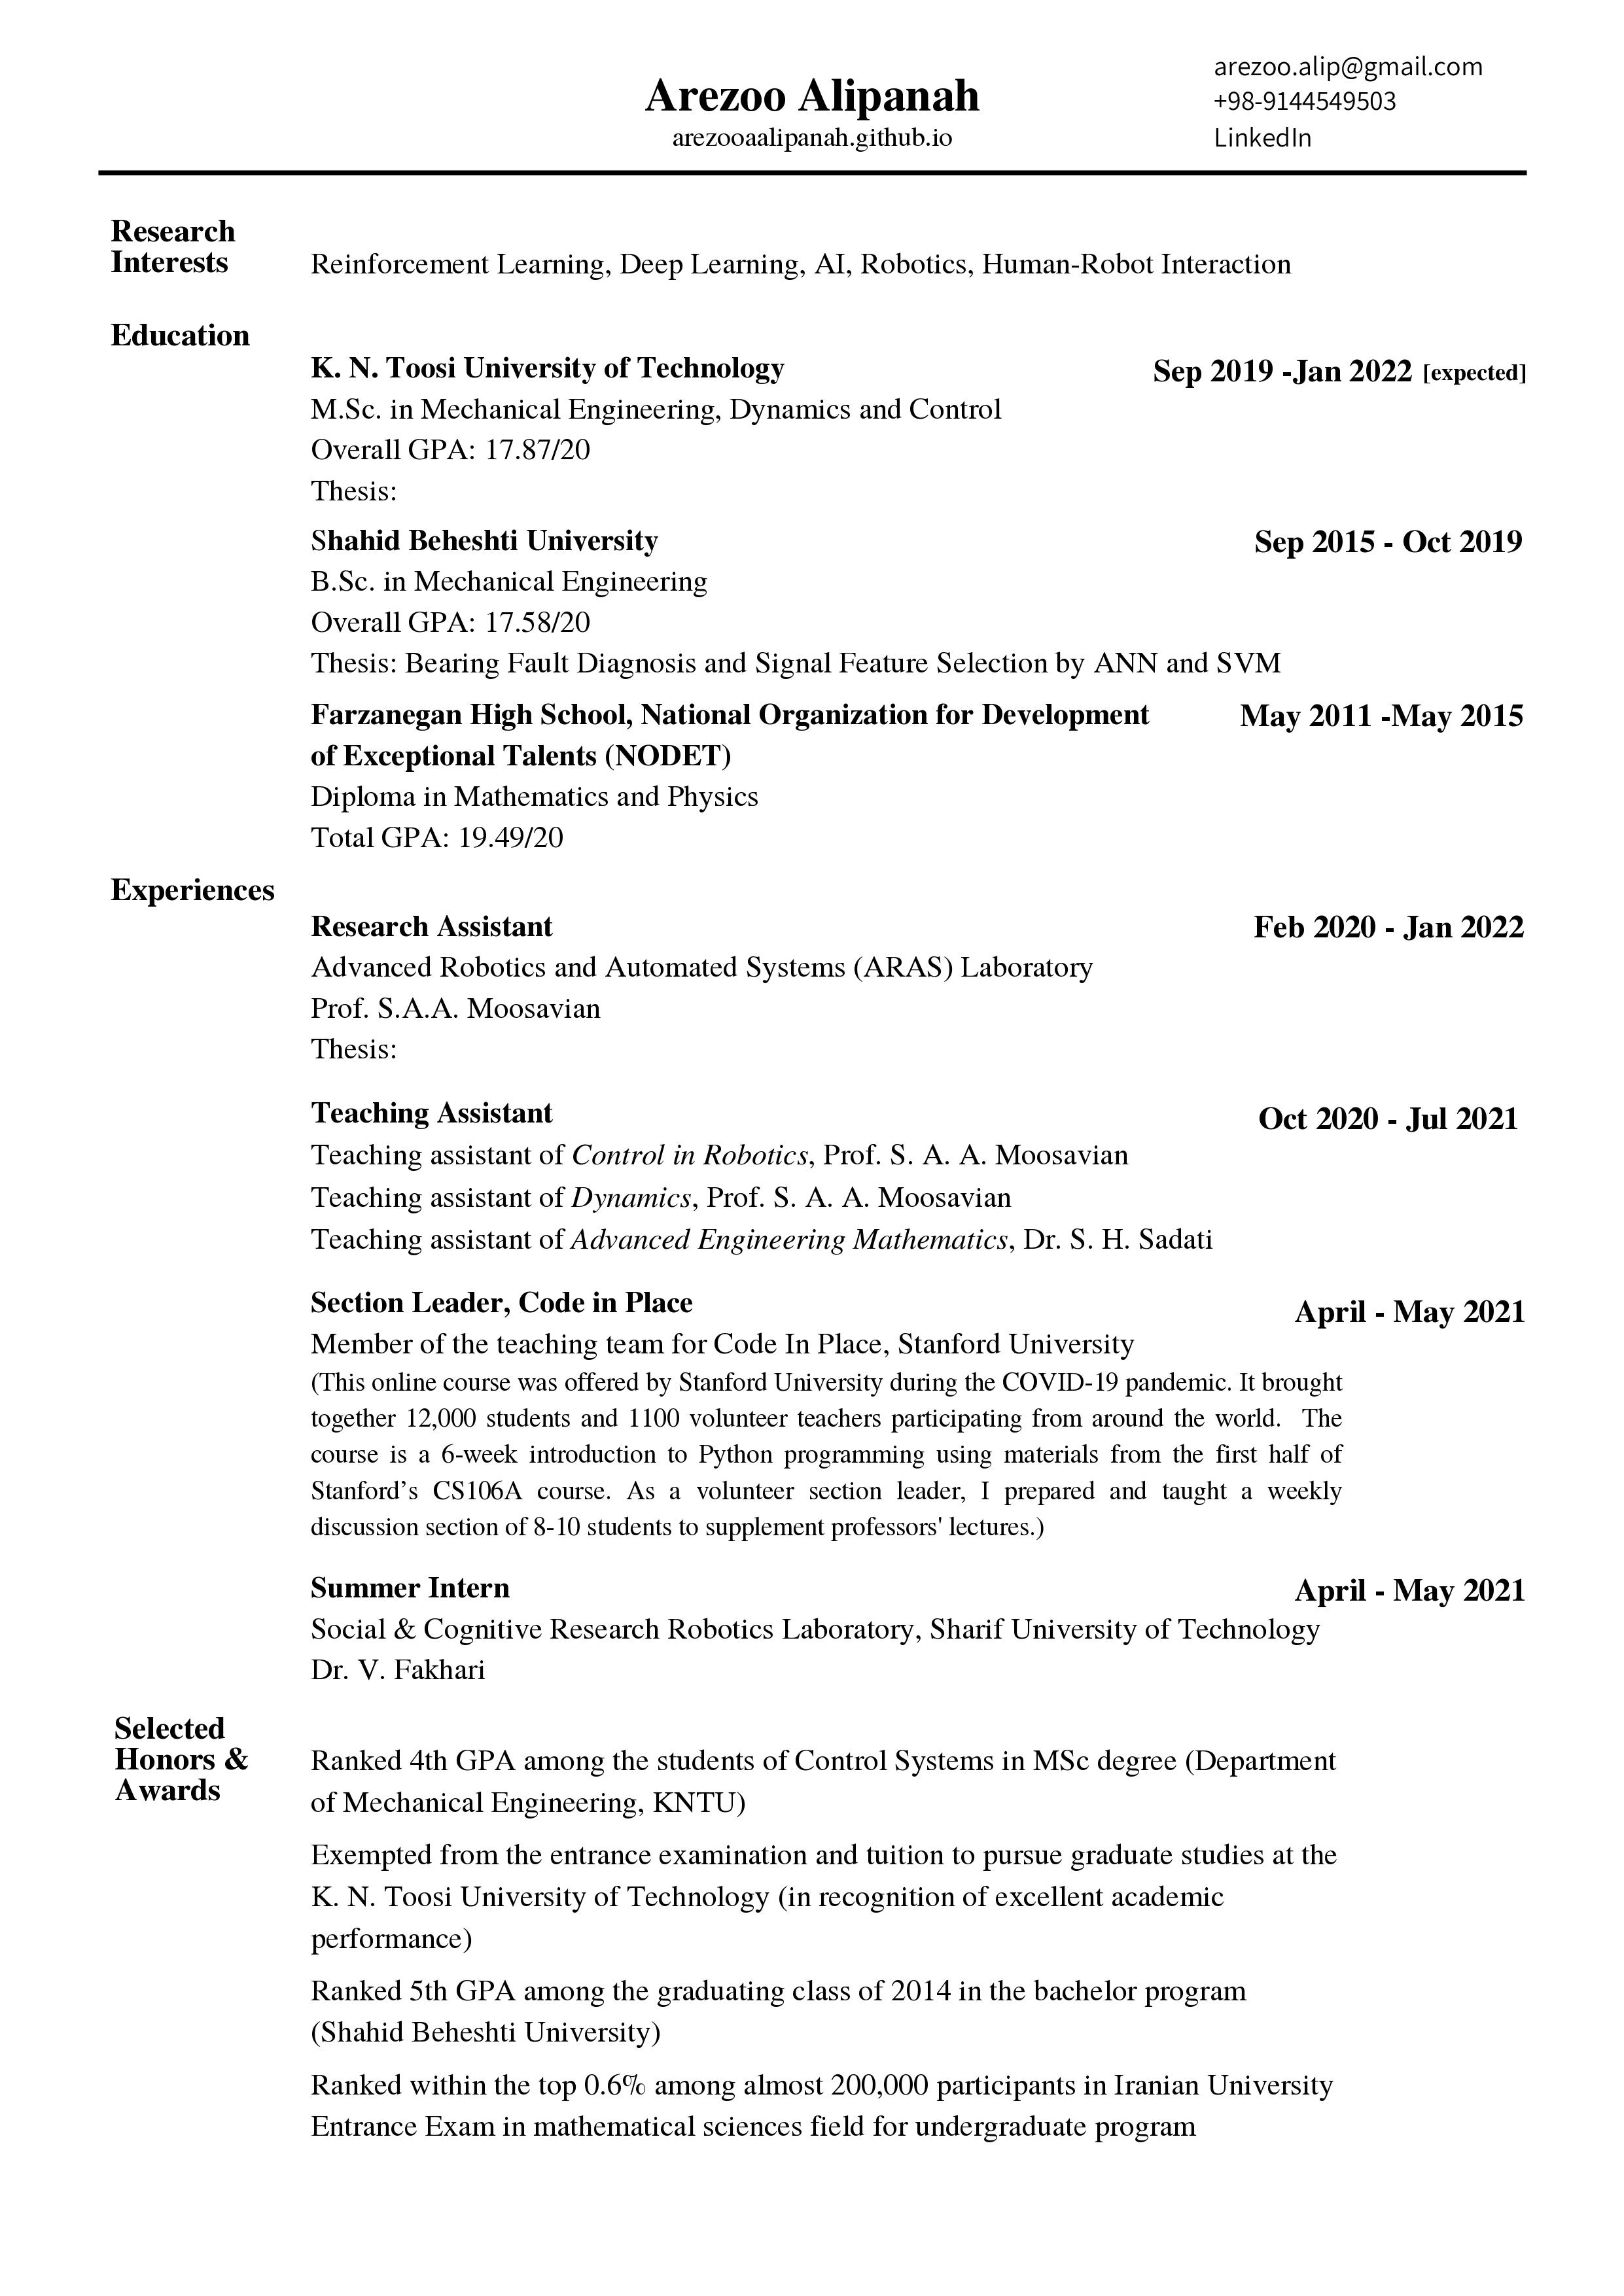 Arezoo Alipanah
arezooaalipanah.github.io
arezoo.alip@gmail.com
+98-9144549503
LinkedIn
Research
Interests
Reinforcement Learning, Deep Learning, AI, Robotics, Human-Robot Interaction
Education
K. N. Toosi University of Technology Sep 2019 -Jan 2022 [expected]
M.Sc. in Mechanical Engineering, Dynamics and Control
Overall GPA: 17.87/20
Thesis:
Shahid Beheshti University Sep 2015 - Oct 2019
B.Sc. in Mechanical Engineering
Overall GPA: 17.58/20
Thesis: Bearing Fault Diagnosis and Signal Feature Selection by ANN and SVM
Farzanegan High School, National Organization for Development May 2011 -May 2015
of Exceptional Talents (NODET)
Diploma in Mathematics and Physics
Total GPA: 19.49/20
Experiences
Research Assistant Feb 2020 - Jan 2022
Advanced Robotics and Automated Systems (ARAS) Laboratory
Prof. S.A.A. Moosavian
Thesis:
Teaching Assistant Oct 2020 - Jul 2021
Teaching assistant of Control in Robotics, Prof. S. A. A. Moosavian
Teaching assistant of Dynamics, Prof. S. A. A. Moosavian
Teaching assistant of Advanced Engineering Mathematics, Dr. S. H. Sadati
Section Leader, Code in Place April - May 2021
Member of the teaching team for Code In Place, Stanford University
(This online course was offered by Stanford University during the COVID-19 pandemic. It brought
together 12,000 students and 1100 volunteer teachers participating from around the world. The
course is a 6-week introduction to Python programming using materials from the first half of
Stanford’s CS106A course. As a volunteer section leader, I prepared and taught a weekly
discussion section of 8-10 students to supplement professors' lectures.)
Summer Intern April - May 2021
Social & Cognitive Research Robotics Laboratory, Sharif University of Technology
Dr. V. Fakhari
Selected
Honors &
Awards
Ranked 4th GPA among the students of Control Systems in MSc degree (Department
of Mechanical Engineering, KNTU)
Exempted from the entrance examination and tuition to pursue graduate studies at the
K. N. Toosi University of Technology (in recognition of excellent academic
performance)
Ranked 5th GPA among the graduating class of 2014 in the bachelor program
(Shahid Beheshti University)
Ranked within the top 0.6% among almost 200,000 participants in Iranian University
Entrance Exam in mathematical sciences field for undergraduate program